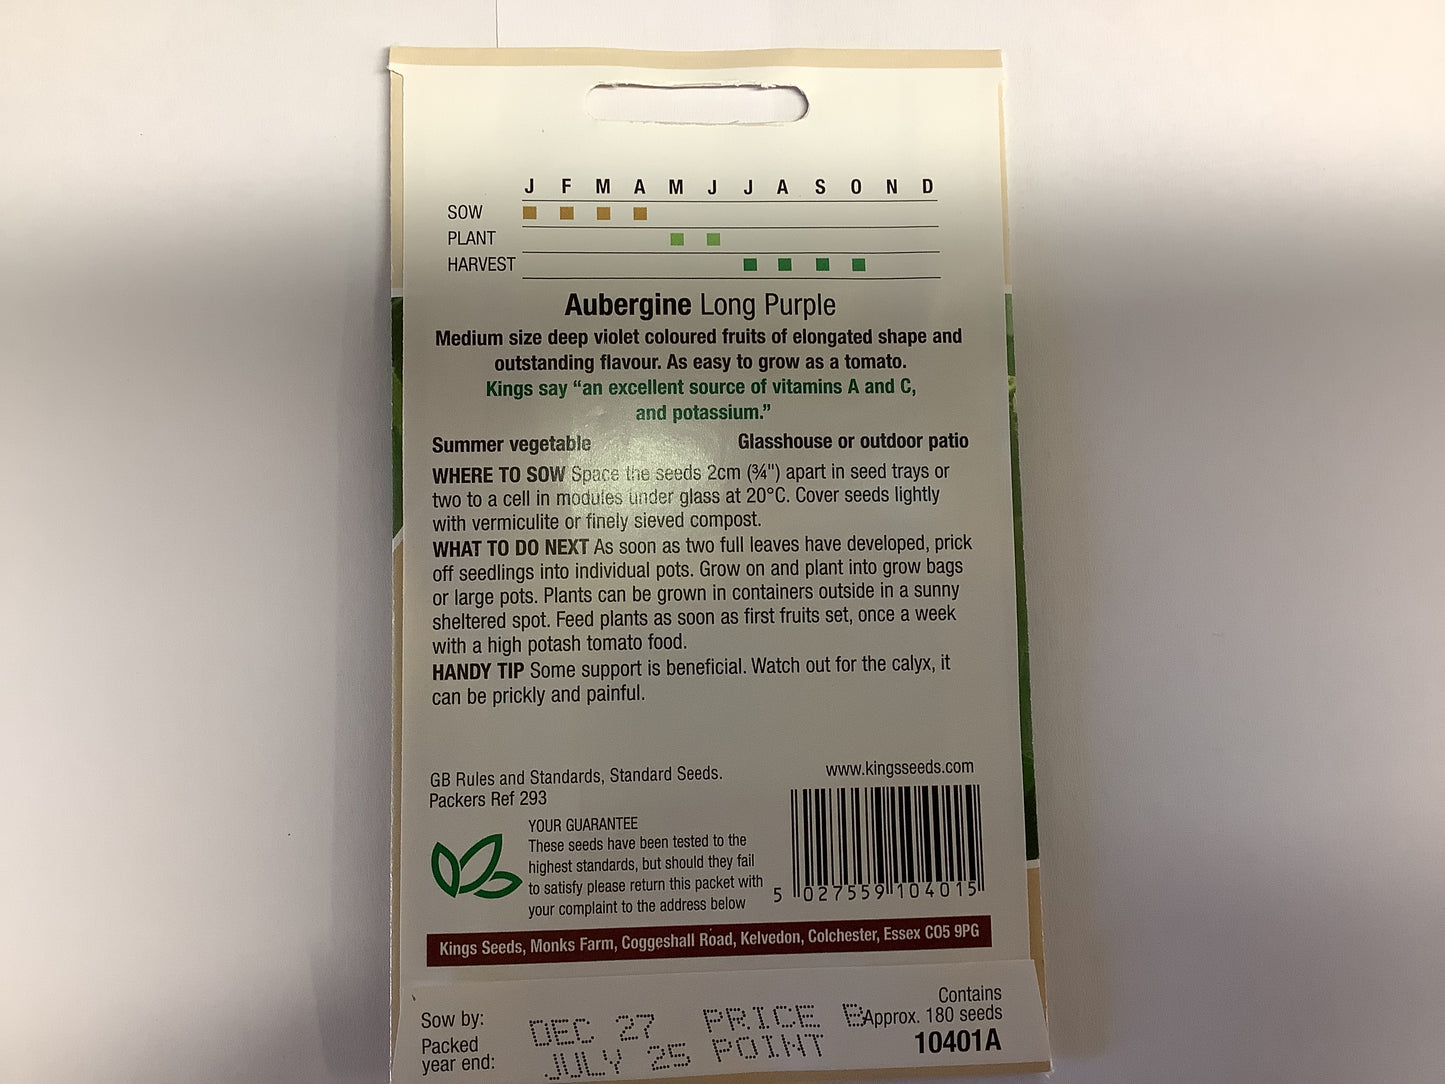 J F M A M J J A S O N D
SOW
PLANT
HARVEST
Aubergine Long Purple
Medium size deep violet coloured fruits of elongated shape and
outstanding flavour. As easy to grow as a tomato.
Kings say “an excellent source of vitamins A and C,
and potassium.”
Summer vegetable Glasshouse or outdoor patio
WHERE TO SOW Space the seeds 2cm (¾") apart in seed trays or
two to a cell in modules under glass at 20°C. Cover seeds lightly
with vermiculite or finely sieved compost.
WHAT TO DO NEXT As soon as two full leaves have developed, prick
off seedlings into individual pots. Grow on and plant into grow bags
or large pots. Plants can be grown in containers outside in a sunny
sheltered spot. Feed plants as soon as first fruits set, once a week
with a high potash tomato food.
HANDY TIP Some support is beneficial. Watch out for the calyx, it
can be prickly and painful.
GB Rules and Standards, Standard Seeds.
Packers Ref 293
www.kingsseeds.com
YOUR GUARANTEE
These seeds have been tested to the
highest standards, but should they fail
to satisfy please return this packet with
your complaint to the address below
5 027559 104015
Kings Seeds, Monks Farm, Coggeshall Road, Kelvedon, Colchester, Essex CO5 9PG
Sow by: DEC 27 PRICE B
Packed
year end: JULY 25 POINT
Contains
Approx. 180 seeds
10401A